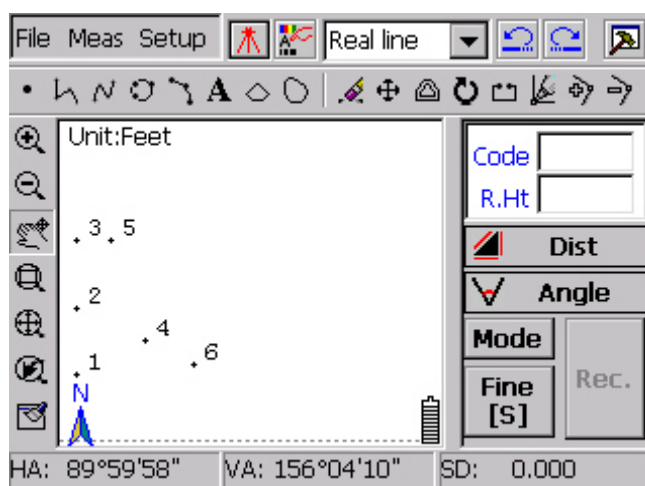 File Meas Setup Real line
A
Unit:Feet
Code
R.Ht
3 5
Dist
2
Angle
4
Mode
6
1
Rec.
N
Fine
[S]
HA: 89°59'58" VA: 156°04'10" SD: 0.000